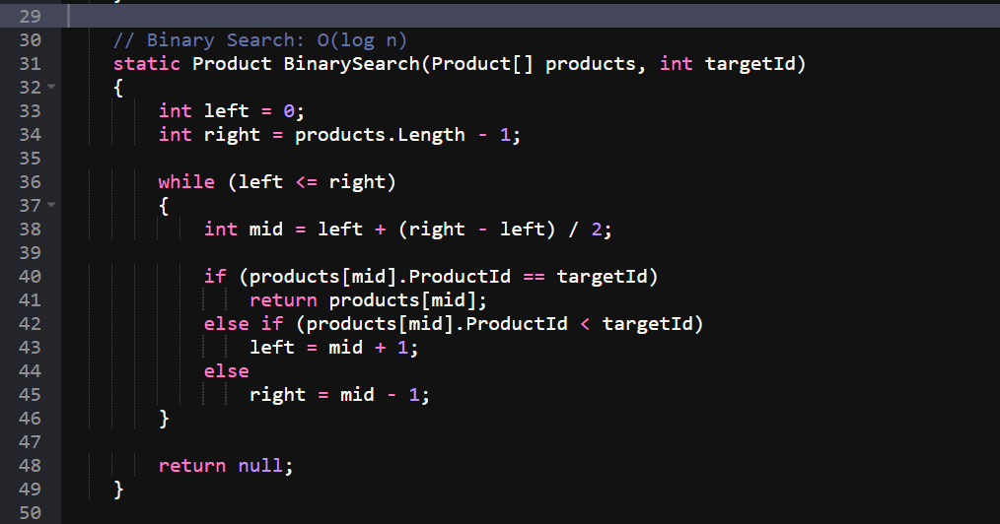 29
30 // Binary Search: O(log n)
31 static Product BinarySearch(Product[] products, int targetId)
32 {
33 int left = 0;
34 int right = products.Length - 1;
35
36 while (left <= right)
37 {
38 int mid = left + (right - left) / 2;
39
40 if (products[mid].ProductId == targetId)
41 return products[mid];
42 else if (products[mid].ProductId < targetId)
43 left = mid + 1;
44 else
45 right = mid - 1;
46 }
47
48 return null;
49 }
50